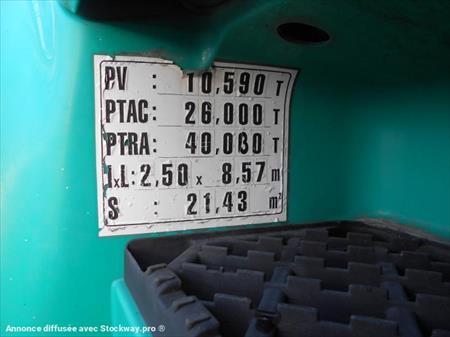 PV : 10,590 T
PTAC: 26,000 T
PTRA: 40,000 T
1xL: 2,50 x 8,57 m
S : 21,43 m²
Annonce diffusée avec Stockway.pro ®